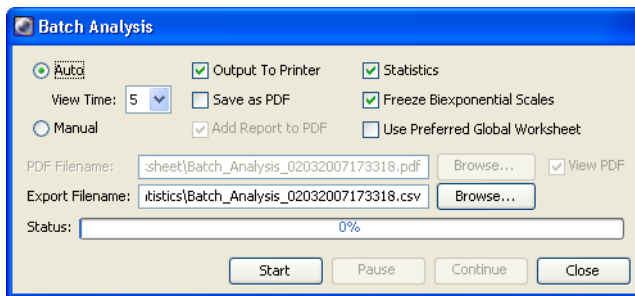 Batch Analysis
Auto Output To Printer Statistics
View Time: 5 Save as PDF Freeze Biexponential Scales
Manual Add Report to PDF Use Preferred Global Worksheet
PDF Filename: :sheet\Batch_Analysis_02032007173318.pdf Browse... View PDF
Export Filename: itistics\Batch_Analysis_02032007173318.csv Browse...
Status: 0%
Start Pause Continue Close